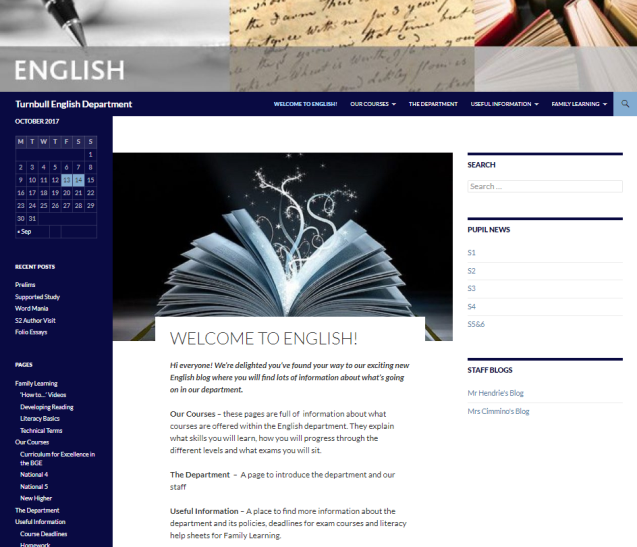 ENGLISH
Turnbull English Department
WELCOME TO ENGLISH!
OUR COURSES
THE DEPARTMENT
USEFUL INFORMATION
FAMILY LEARNING
OCTOBER 2017
M T W T F S S
1
2 3 4 5 6 7 8
9 10 11 12 13 14 15
16 17 18 19 20 21 22
23 24 25 26 27 28 29
30 31
« Sep
RECENT POSTS
Prelims
Supported Study
Word Mania
S2 Author Visit
Folio Essays
PAGES
Family Learning
'How to...' Videos
Developing Reading
Literacy Basics
Technical Terms
Our Courses
Curriculum for Excellence in
the BGE
National 4
National 5
New Higher
The Department
Useful Information
Course Deadlines
Homework
WELCOME TO ENGLISH!
Hi everyone! We're delighted you've found your way to our exciting new
English blog where you will find lots of information about what's going
on in our department.
Our Courses – these pages are full of information about what
courses are offered within the English department. They explain
what skills you will learn, how you will progress through the
different levels and what exams you will sit.
The Department – A page to introduce the department and our
staff
Useful Information – A place to find more information about the
department and its policies, deadlines for exam courses and literacy
help sheets for Family Learning.
SEARCH
Search ...
PUPIL NEWS
S1
S2
S3
S4
S5&6
STAFF BLOGS
Mr Hendrie's Blog
Mrs Cimmino's Blog